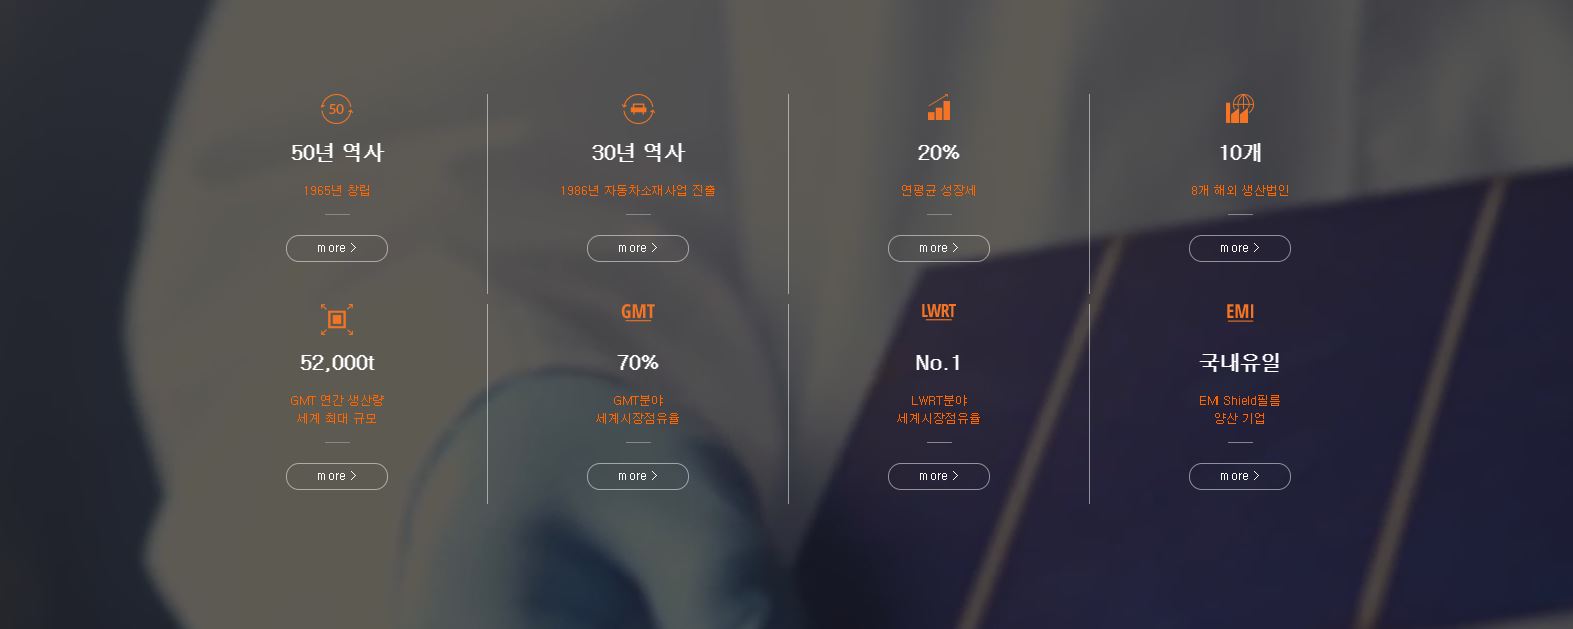 50
50년 역사
1965년 창립
more >
30년 역사
1986년 자동차소재사업 진출
more >
20%
연평균 성장세
more >
10개
8개 해외 생산법인
more >
52,000t
GMT 연간 생산량
세계 최대 규모
more >
GMT
70%
GMT분야
세계시장점유율
more >
LWRT
No.1
LWRT분야
세계시장점유율
more >
EMI
국내유일
EMI Shield필름
양산 기업
more >